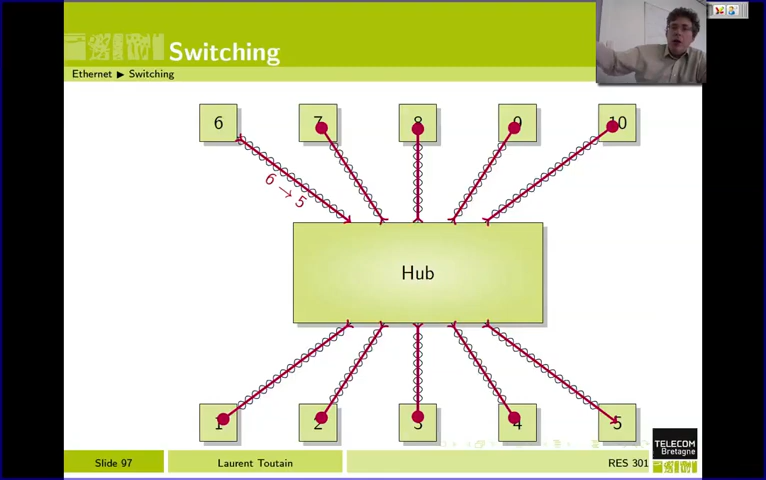 Switching
Ethernet ▶ Switching
6 7 8 9 10
6 → 5
Hub
1 2 3 4 5
TELECOM
Bretagne
Slide 97 Laurent Toutain RES 301